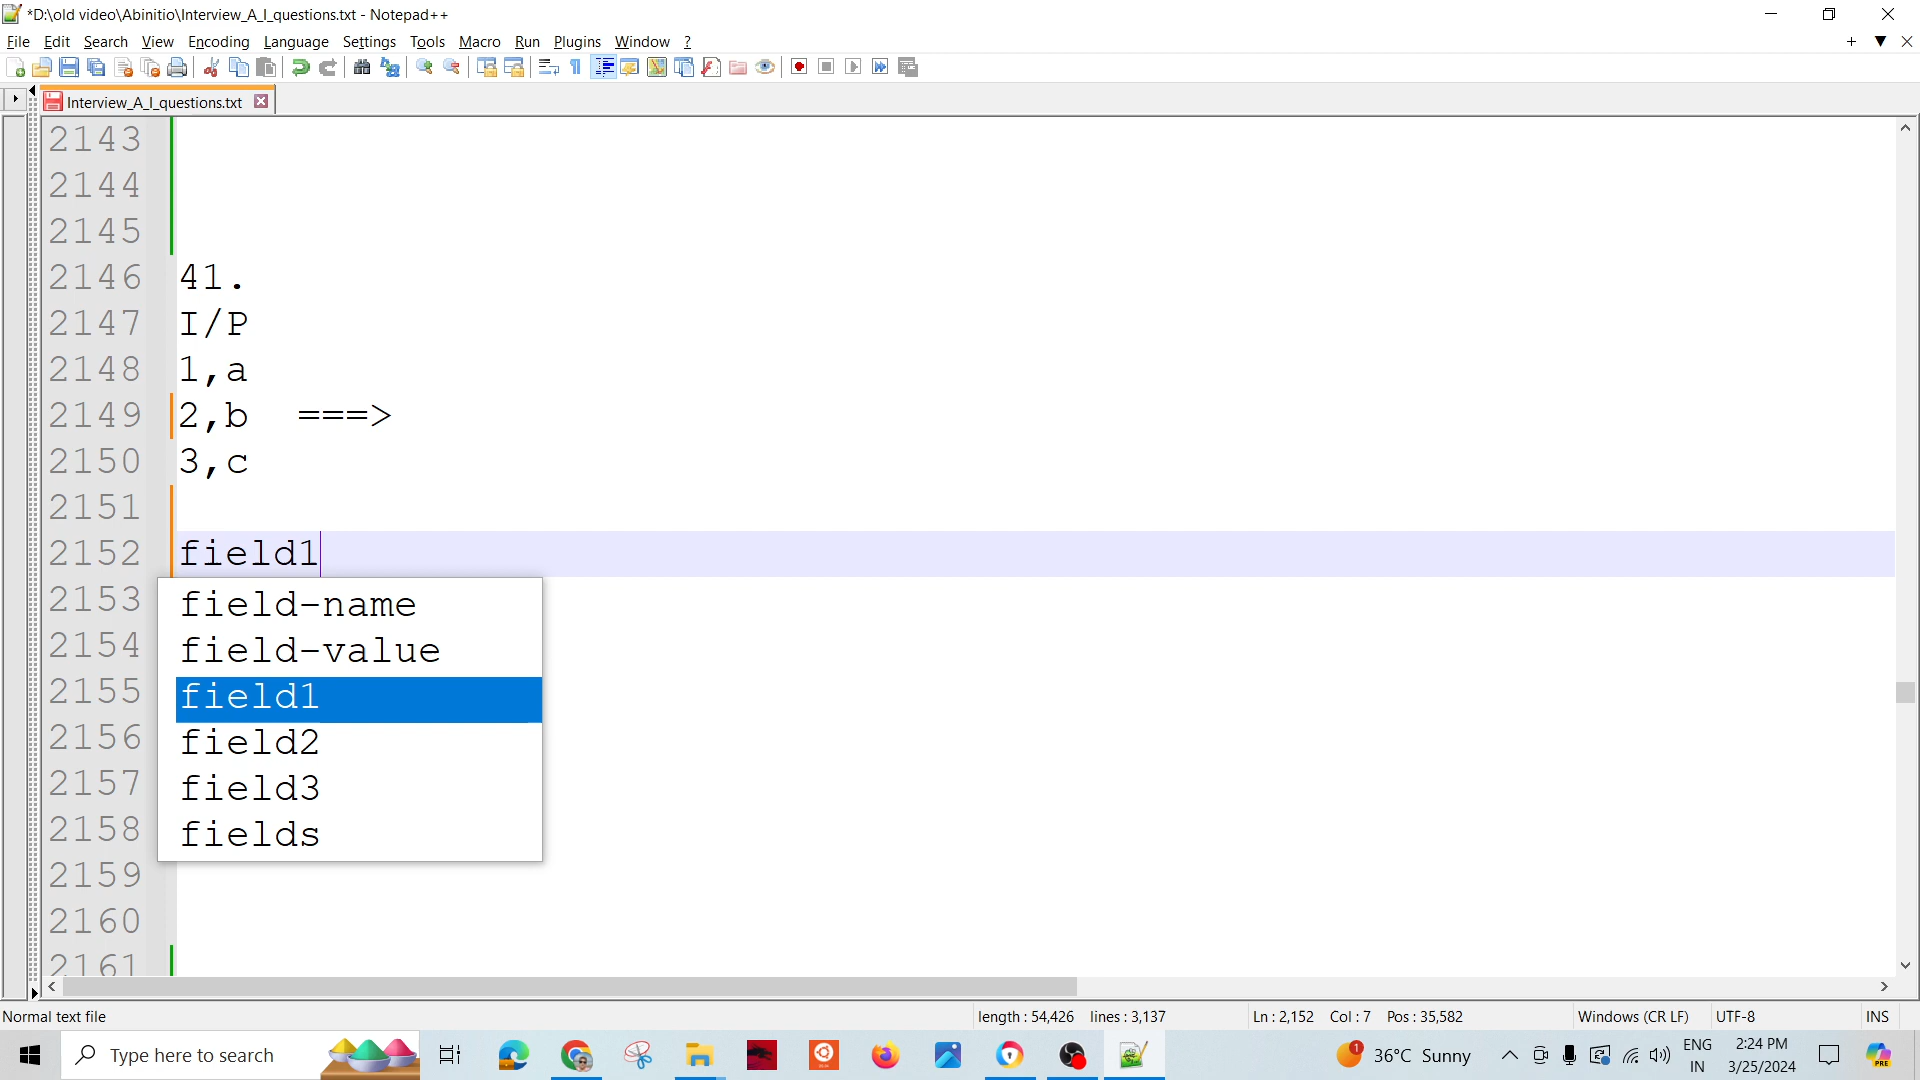 *D:\old video\Abinitio\Interview_A_I_questions.txt - Notepad++
File Edit Search View Encoding Language Settings Tools Macro Run Plugins Window ?
Interview_A_I_questions.txt
2143
2144
2145
2146 41.
2147 I/P
2148 1,a
2149 2,b ===>
2150 3,c
2151
2152 field1
2153 field-name
2154 field-value
2155 field1
2156 field2
2157 field3
2158 fields
2159
2160
2161
Normal text file length : 54,426 lines : 3,137 Ln : 2,152 Col : 7 Pos : 35,582 Windows (CR LF) UTF-8 INS
Type here to search 1 36°C Sunny ENG IN 2:24 PM 3/25/2024 PRE